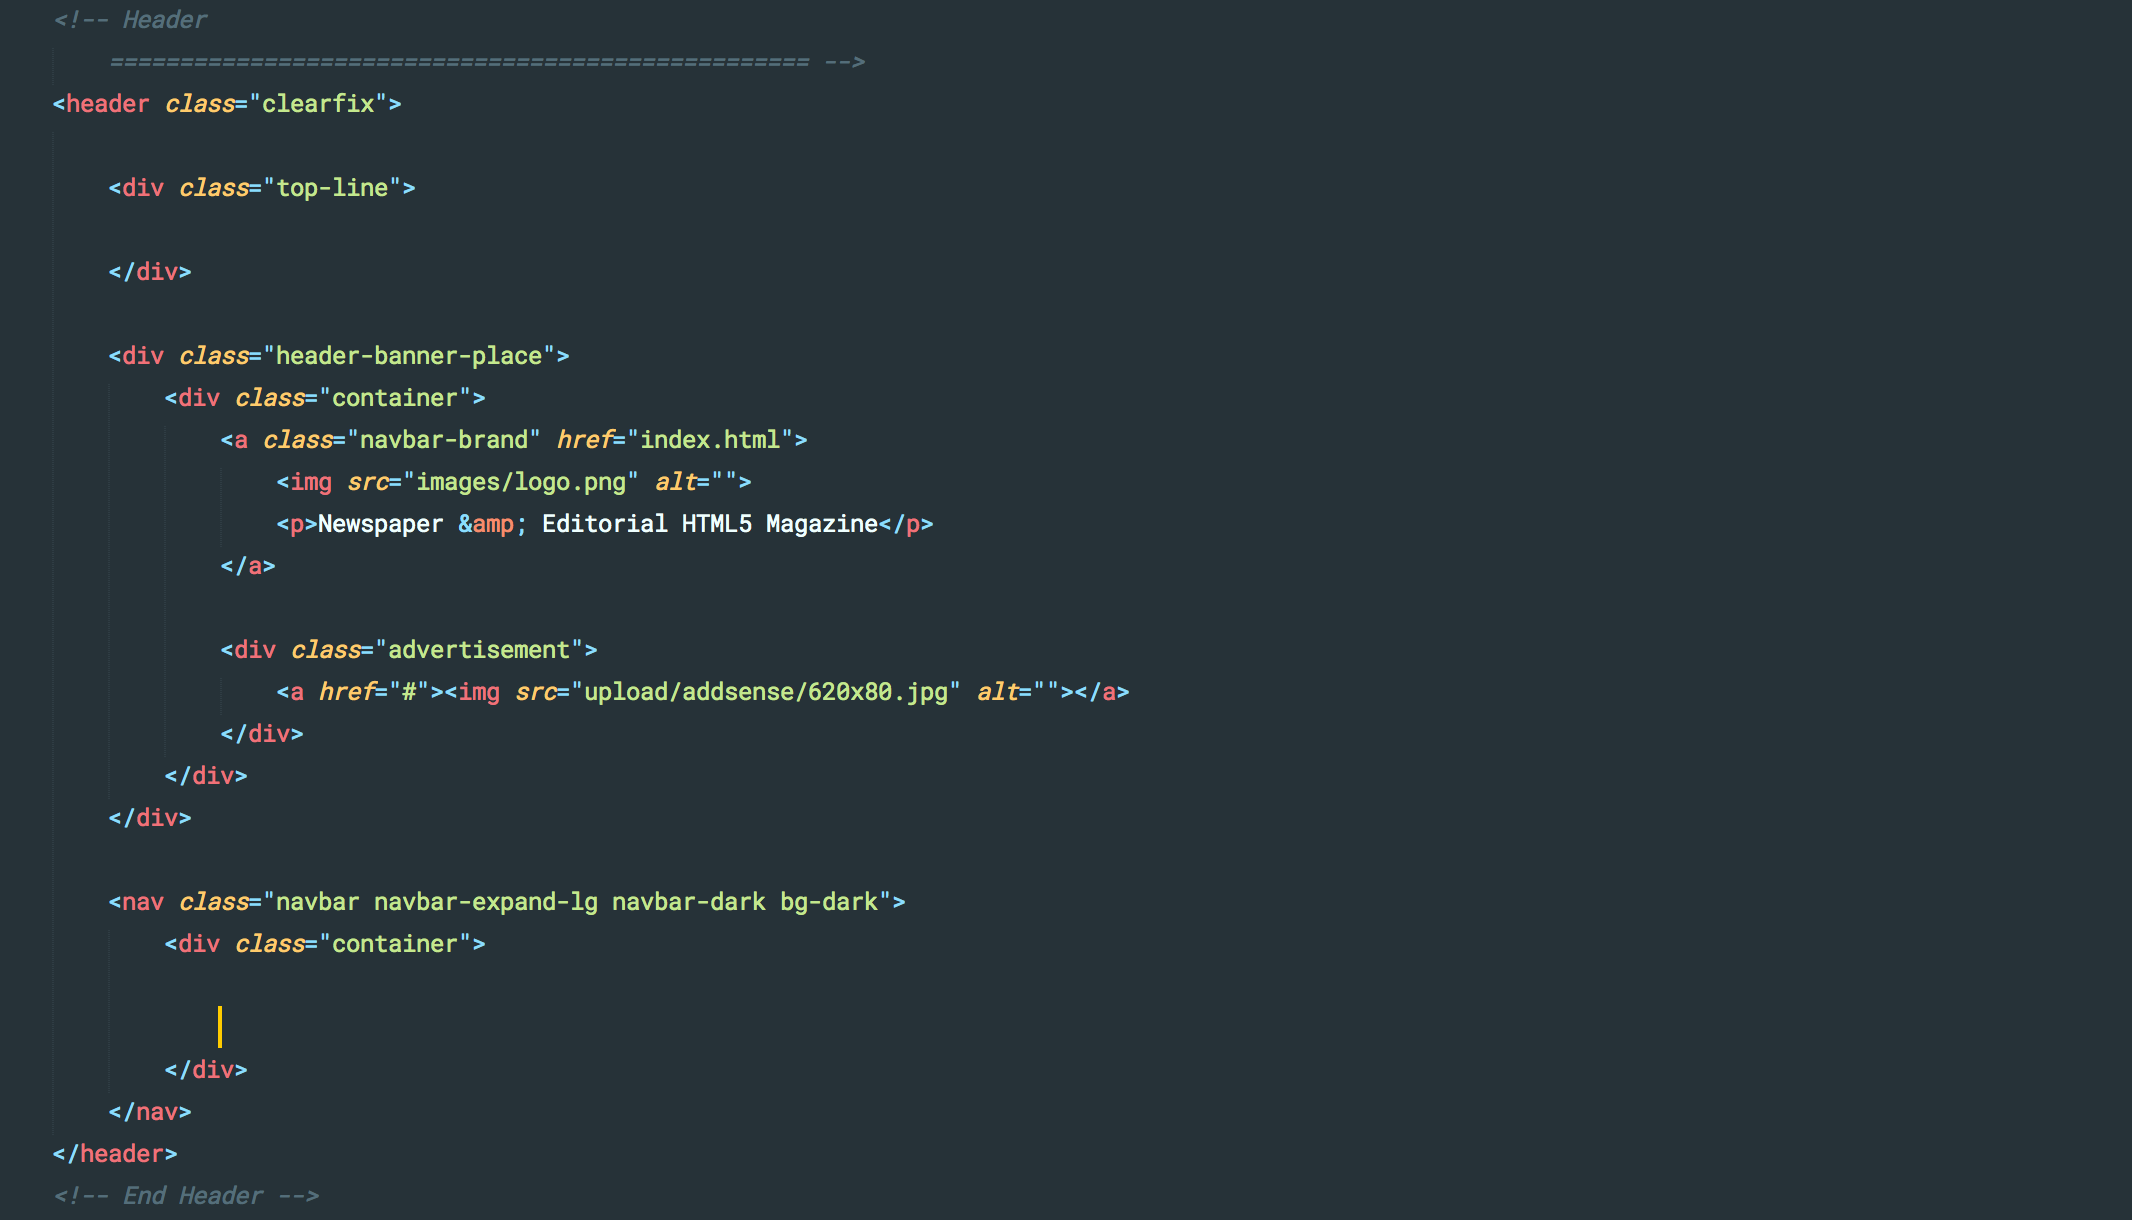 <!-- Header
================================================== -->
<header class="clearfix">
<div class="top-line">
</div>
<div class="header-banner-place">
<div class="container">
<a class="navbar-brand" href="index.html">
<img src="images/logo.png" alt="">
<p>Newspaper &amp; Editorial HTML5 Magazine</p>
</a>
<div class="advertisement">
<a href="#"><img src="upload/addsense/620x80.jpg" alt=""></a>
</div>
</div>
</div>
<nav class="navbar navbar-expand-lg navbar-dark bg-dark">
<div class="container">
</div>
</nav>
</header>
<!-- End Header -->